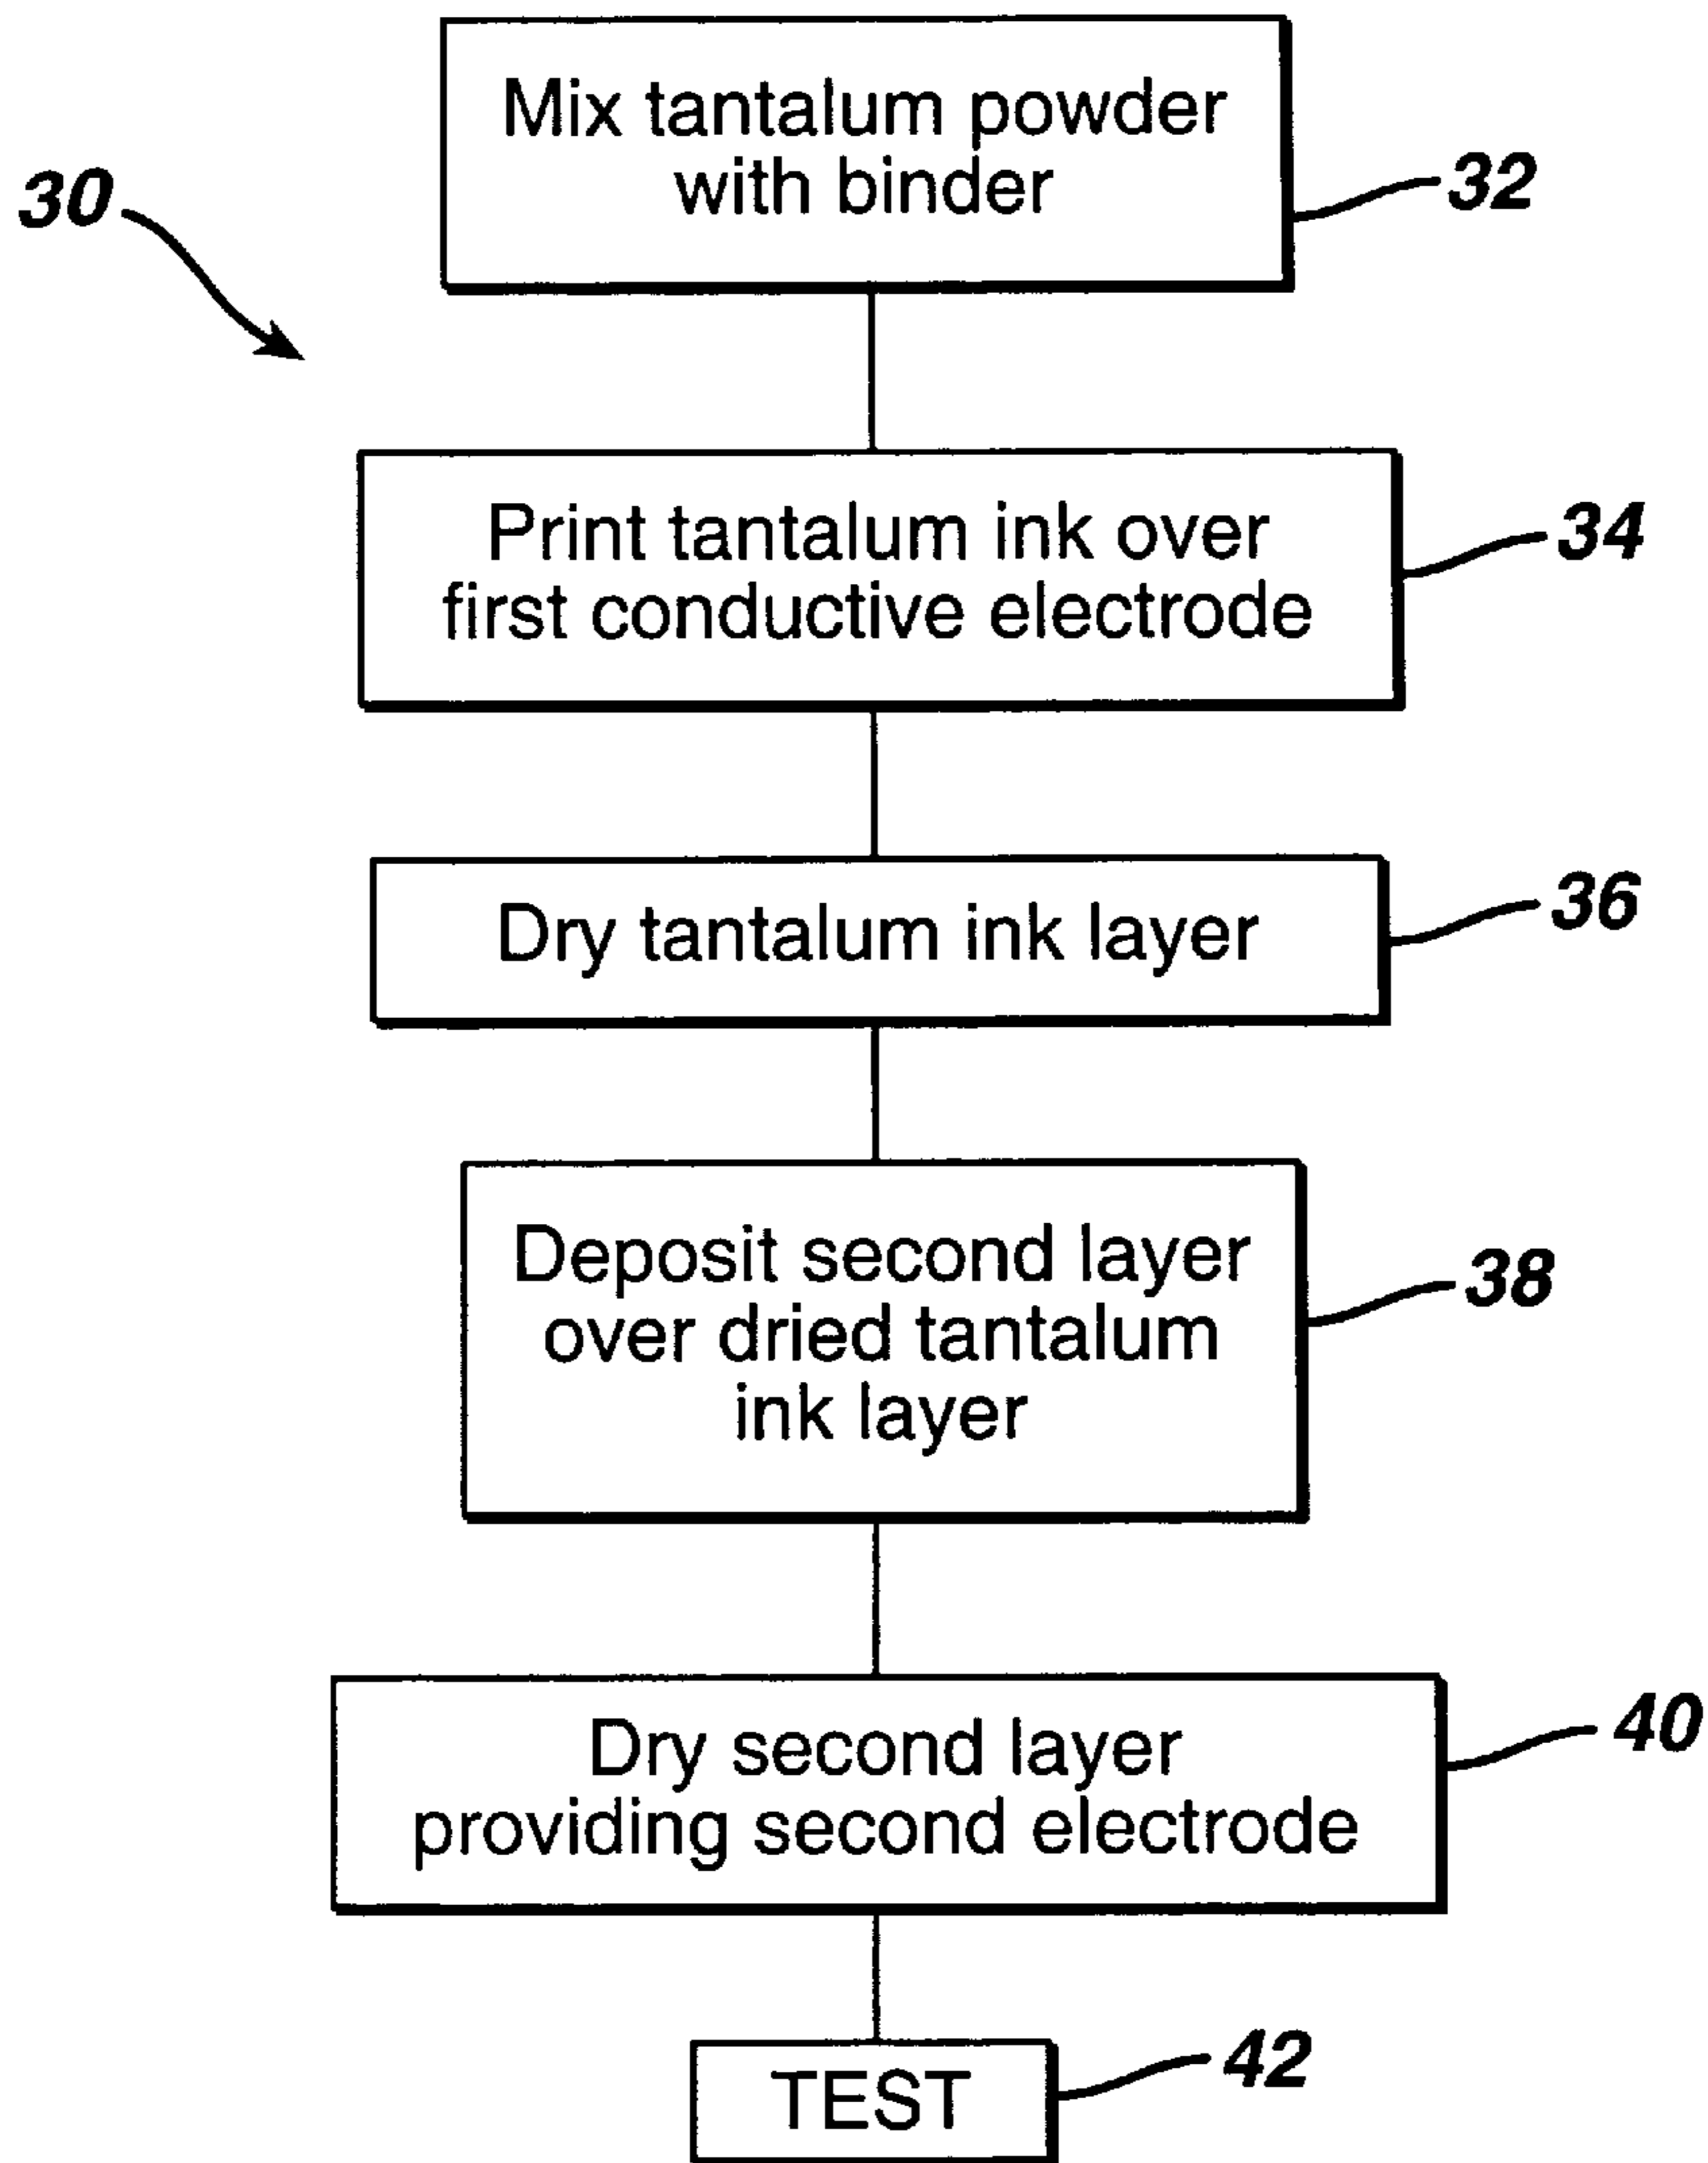 Mix tantalum powder
with binder
30
32
Print tantalum ink over
first conductive electrode
34
Dry tantalum ink layer
36
Deposit second layer
over dried tantalum
ink layer
38
Dry second layer
providing second electrode
40
TEST
42